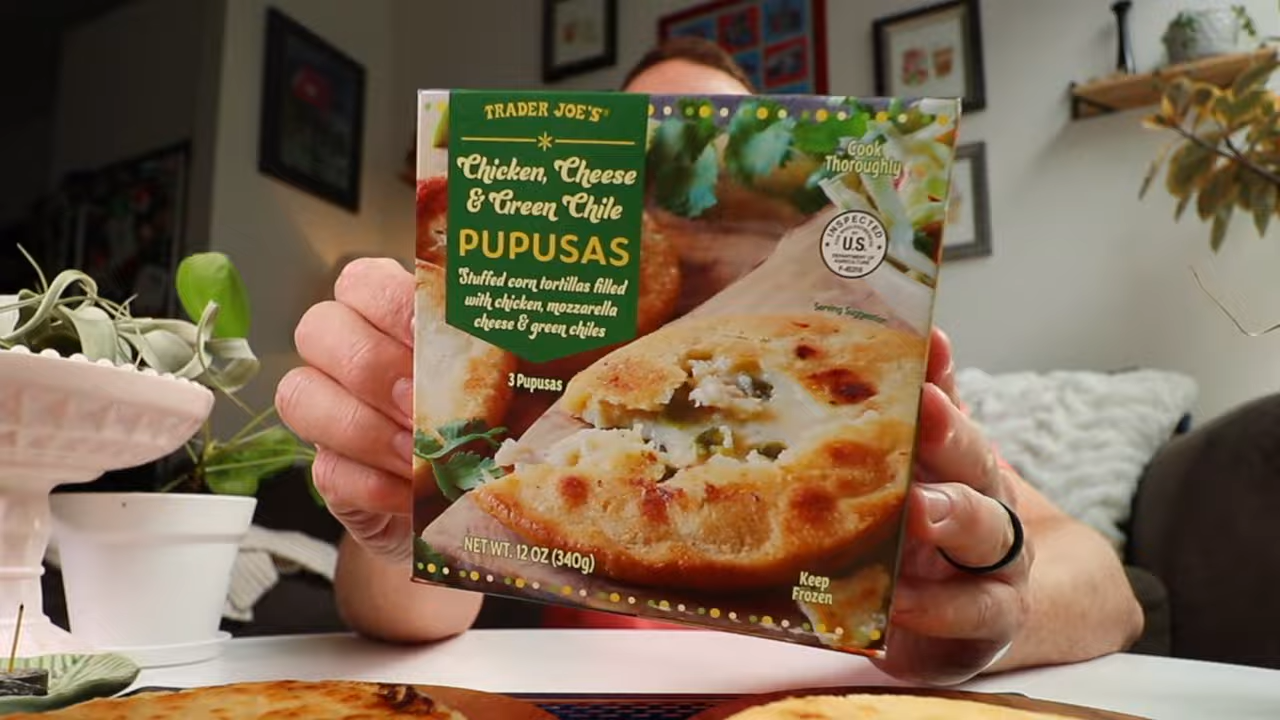 TRADER JOE'S
Chicken, Cheese
& Green Chile
PUPUSAS
Stuffed corn tortillas filled
with chicken, mozzarella
cheese & green chiles
3 Pupusas
Cook
Thoroughly
INSPECTED
U.S.
DEPARTMENT OF
AGRICULTURE
Serving Suggestion
NET WT. 12 OZ (340g)
Keep
Frozen